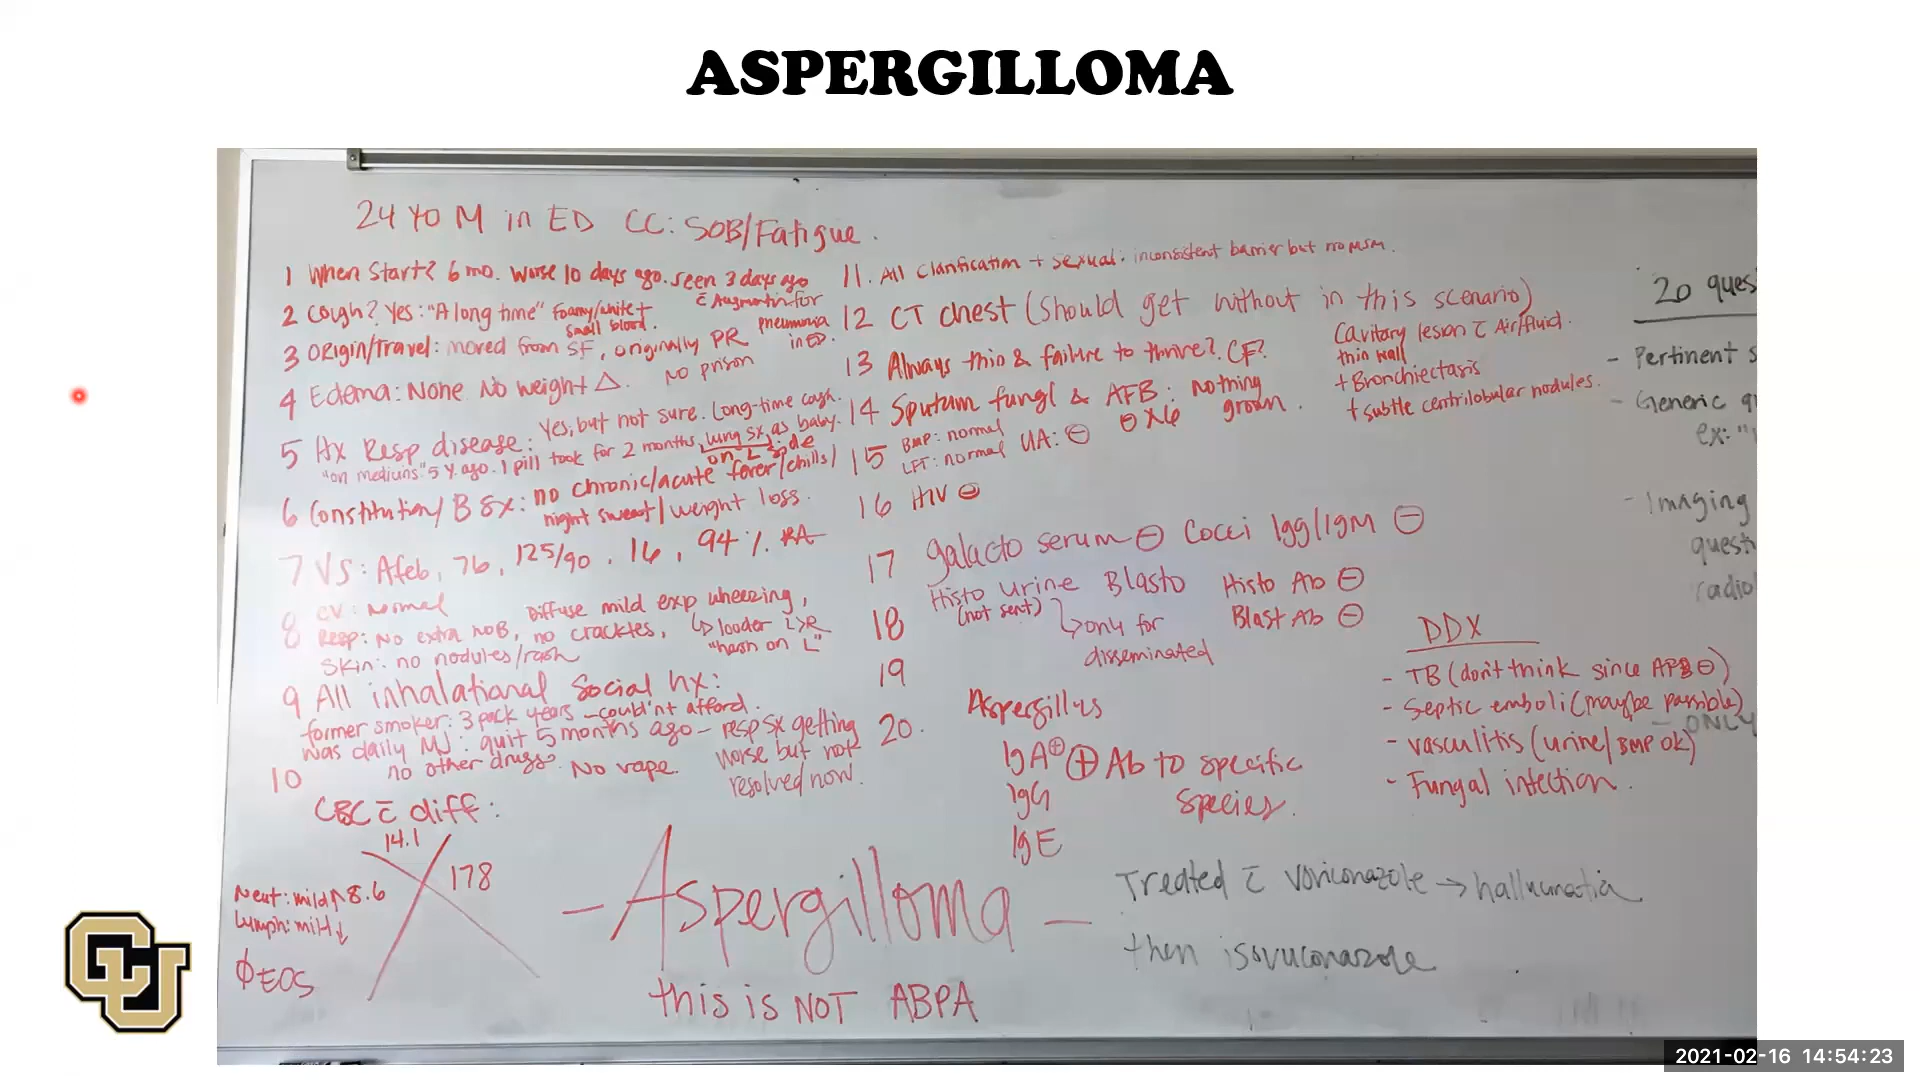 ASPERGILLOMA
24 YO M in ED CC: SOB/Fatigue.
1 When Start? 6 mo. Worse 10 days ago. seen 3 days ago
c̄ Augmentin for
pneumonia
in ED.
2 Cough? Yes: "A long time" Foamy/white +
small blood.
3 Origin/Travel: moved from SF, originally PR
No prison
4 Edema: None No weight △.
5 Hx Resp disease: Yes, but not sure. Long-time cough.
"on medicins" 5 y. ago. 1 pill took for 2 months, lung sx, as baby.
on L side
6 Constitution/B Sx: no chronic/acute fever/chills/
night sweat/weight loss.
7 VS: Afeb, 76, 125/90, 16, 94%. RA
8 CV: Normal
Resp: No extra WOB, no crackles,
Diffuse mild exp wheezing,
↳ louder L>R
"harsh on L"
Skin: no nodules/rash
9 All inhalational Social hx:
former smoker: 3 pack years - couldn't afford.
was daily MJ: quit 5 months ago - resp sx getting
worse but not
resolved now.
no other drugs. No vape.
10
CBC c̄ diff:
14.1
8.6
178
Neut: mild↑
Lymph: mild↓
∅ EOS
11. All Clarification + sexual: inconsistent barrier but no MSM.
12 CT chest (should get without in this scenario)
Cavitary lesion c̄ Air/fluid.
thin wall
+ Bronchiectasis
+ subtle centrilobular nodules.
13 Always thin & failure to thrive? CF?
14 Sputum fungl & AFB: nothing
grown.
⊖ X6
15 BMP: normal
LFT: normal UA: ⊖
16 HIV ⊖
17 galacto serum ⊖ Cocci IgG/IgM ⊖
Histo urine Blasto Histo Ab ⊖
(not sent) ↳ only for
disseminated
Blast Ab ⊖
18
19
20.
Aspergillus
IgA⊕
IgG
IgE
⊕ Ab to specific
species.
DDX
- TB (don't think since AFB ⊖)
- Septic emboli (maybe possible)
- vasculitis (urine/BMP ok)
- Fungal infection.
- Aspergilloma -
this is NOT ABPA
Treated c̄ voriconazole →
then isovuconazole
20 ques
- Pertinent s
- Generic q
ex: "
- Imaging
quest
radio
- ONLY
CU
2021-02-16 14:54:23